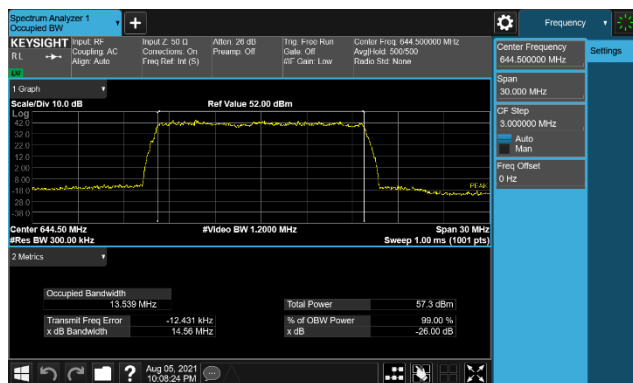 Spectrum Analyzer 1
Occupied BW
Frequency
KEYSIGHT Input: RF Input Z: 50 Ω Atten: 26 dB Trig: Free Run Center Freq: 644.500000 MHz
R L Coupling: AC Corrections: On Preamp: Off Gate: Off Avg|Hold: 500/500
Align: Auto Freq Ref: Int (S) #IF Gain: Low Radio Std: None
Center Frequency
644.500000 MHz
Settings
Span
30.000 MHz
CF Step
3.000000 MHz
Auto
Man
Freq Offset
0 Hz
1 Graph
Scale/Div 10.0 dB Ref Value 52.00 dBm
Log
42.0
32.0
22.0
12.0
2.00
-8.00
-18.0
-28.0
-38.0
PEAK
Center 644.50 MHz #Video BW 1.2000 MHz Span 30 MHz
#Res BW 300.00 kHz Sweep 1.00 ms (1001 pts)
2 Metrics
Occupied Bandwidth
13.539 MHz Total Power 57.3 dBm
Transmit Freq Error -12.431 kHz % of OBW Power 99.00 %
x dB Bandwidth 14.56 MHz x dB -26.00 dB
? Aug 05, 2021
10:08:24 PM